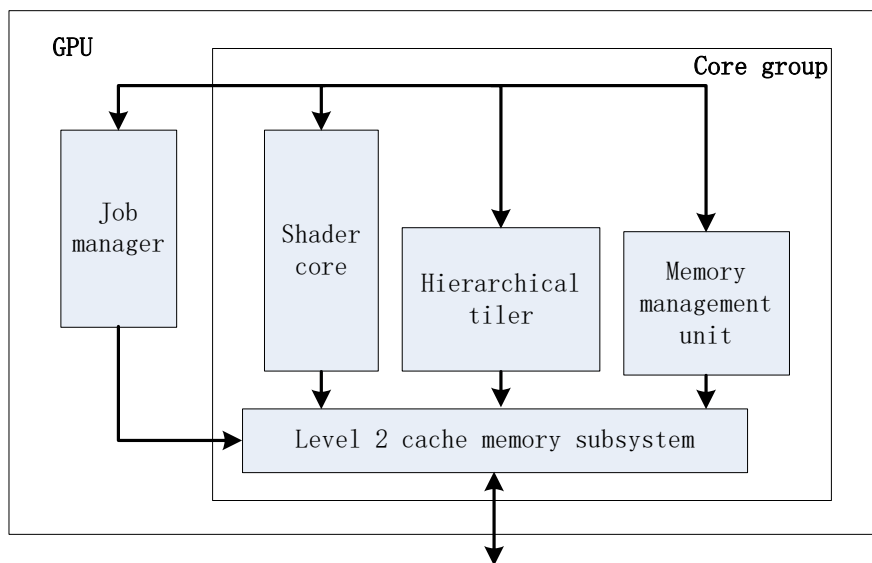 GPU
Core group
Job
manager
Shader
core
Hierarchical
tiler
Memory
management
unit
Level 2 cache memory subsystem